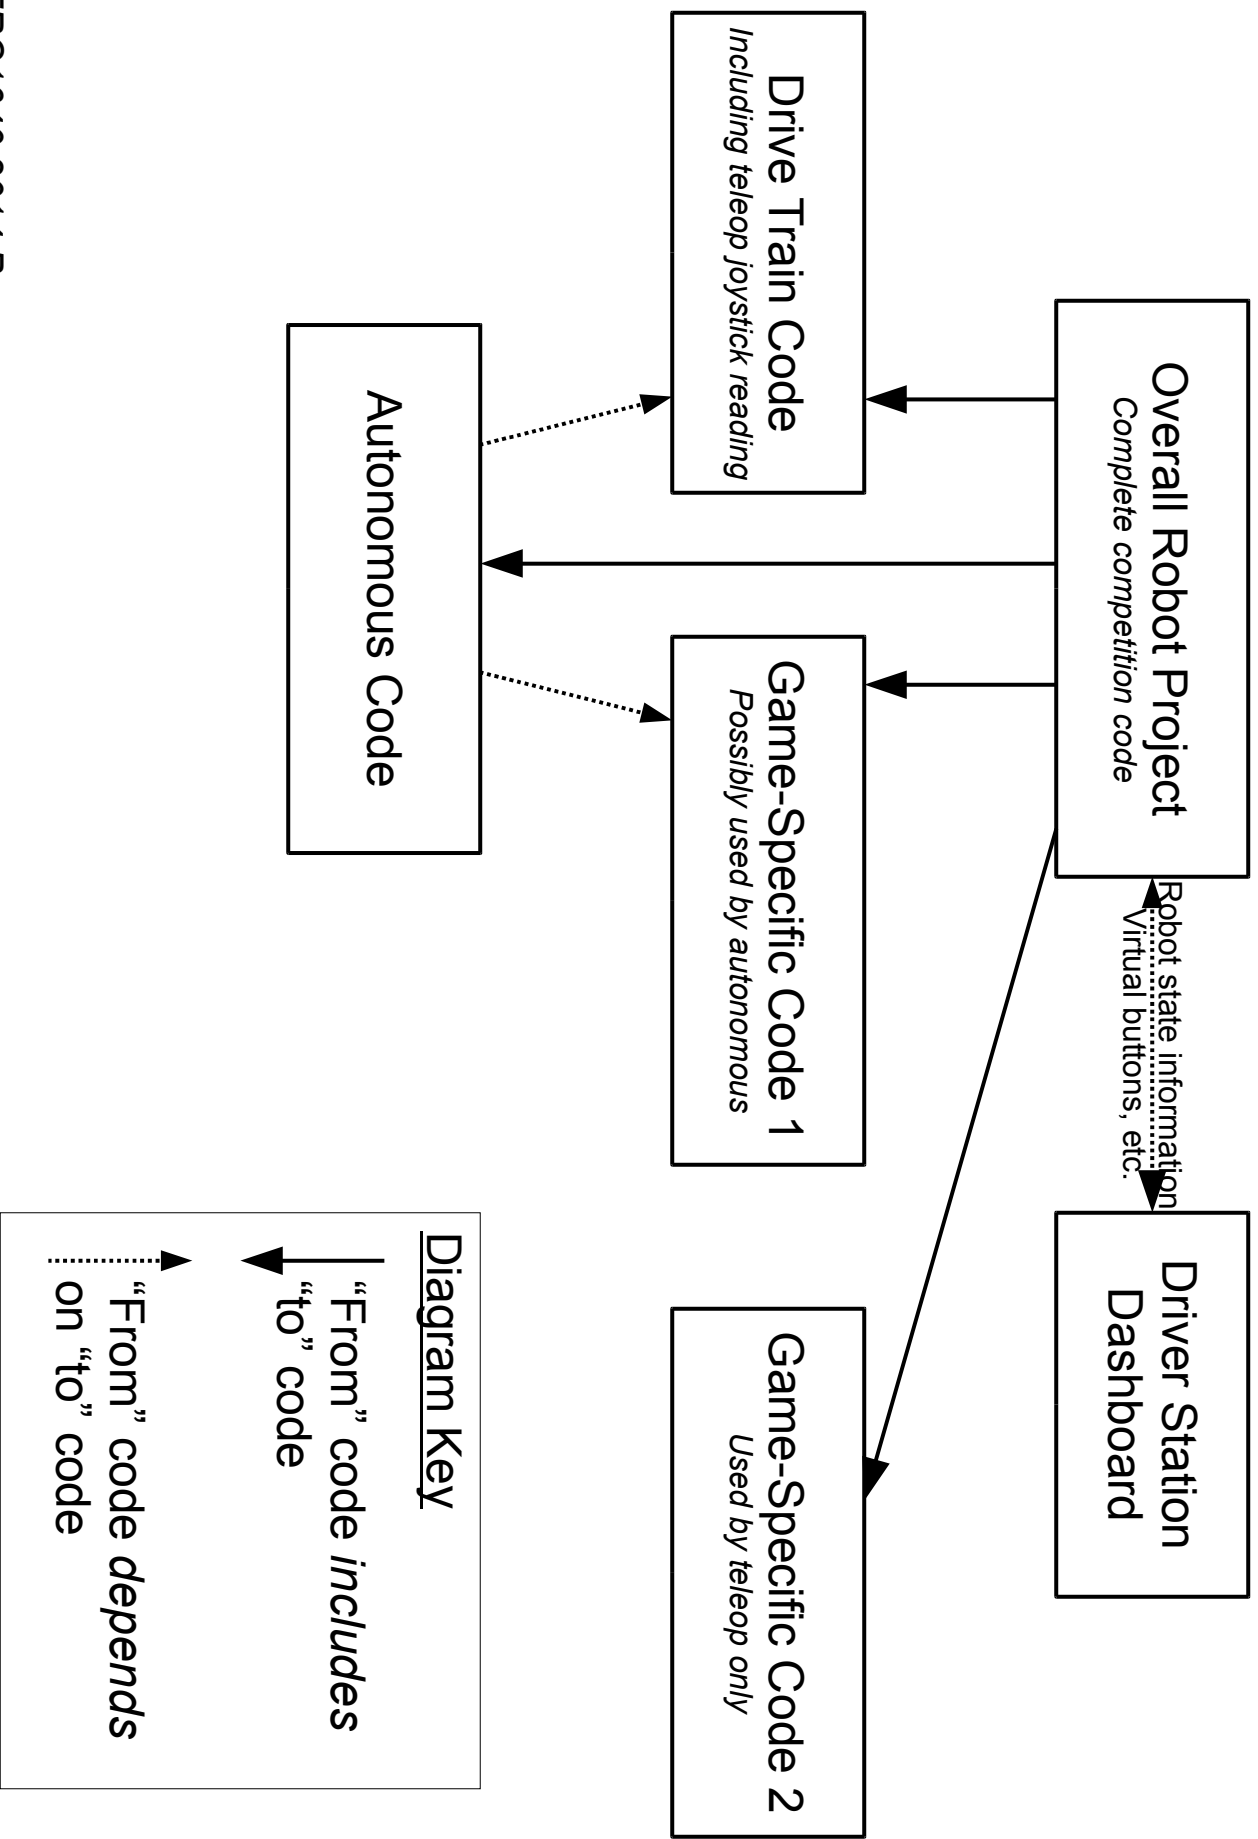 Overall Robot Project
Complete competition code
Robot state information
Virtual buttons, etc.
Driver Station
Dashboard
Drive Train Code
Including teleop joystick reading
Game-Specific Code 1
Possibly used by autonomous
Game-Specific Code 2
Used by teleop only
Autonomous Code
Diagram Key
“From” code includes
“to” code
“From” code depends
on “to” code